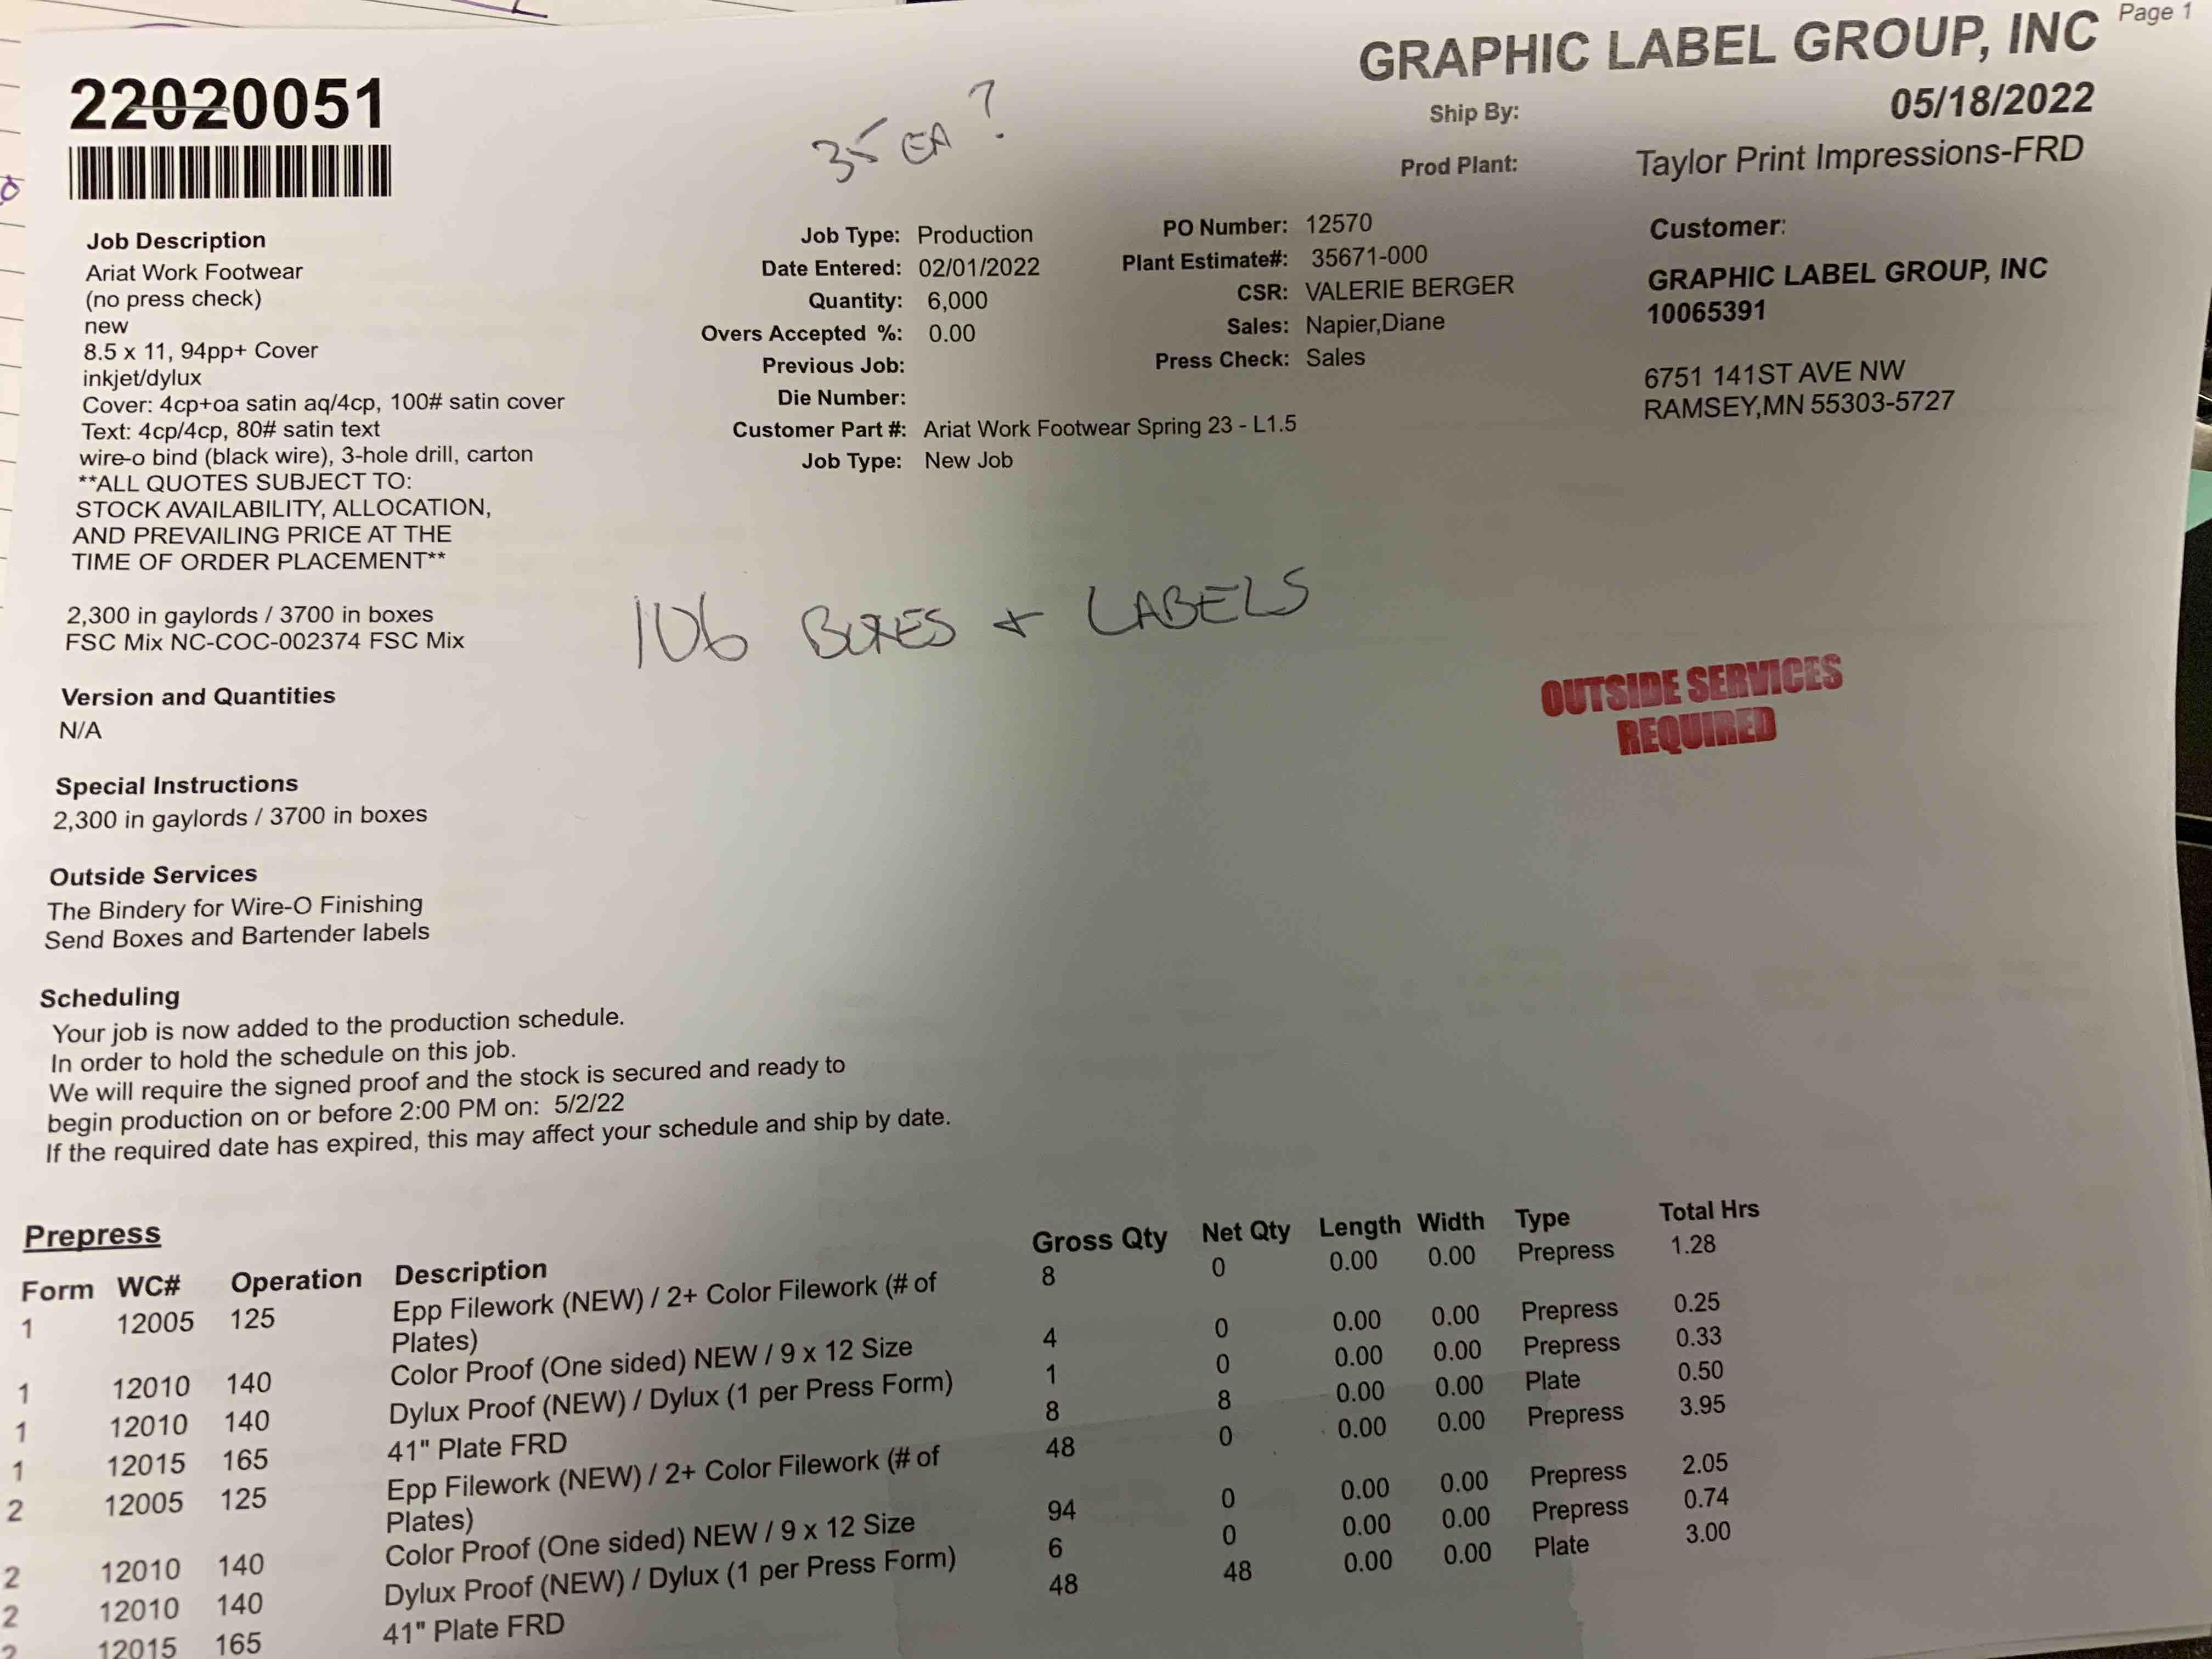 Page 1
GRAPHIC LABEL GROUP, INC
22020051
35 EA ?
Ship By: 05/18/2022
Prod Plant: Taylor Print Impressions-FRD
Job Description
Ariat Work Footwear
(no press check)
new
8.5 x 11, 94pp+ Cover
inkjet/dylux
Cover: 4cp+oa satin aq/4cp, 100# satin cover
Text: 4cp/4cp, 80# satin text
wire-o bind (black wire), 3-hole drill, carton
**ALL QUOTES SUBJECT TO:
STOCK AVAILABILITY, ALLOCATION,
AND PREVAILING PRICE AT THE
TIME OF ORDER PLACEMENT**
2,300 in gaylords / 3700 in boxes
FSC Mix NC-COC-002374 FSC Mix
Job Type: Production
Date Entered: 02/01/2022
Quantity: 6,000
Overs Accepted %: 0.00
Previous Job:
Die Number:
Customer Part #: Ariat Work Footwear Spring 23 - L1.5
Job Type: New Job
PO Number: 12570
Plant Estimate#: 35671-000
CSR: VALERIE BERGER
Sales: Napier,Diane
Press Check: Sales
Customer:
GRAPHIC LABEL GROUP, INC
10065391
6751 141ST AVE NW
RAMSEY,MN 55303-5727
106 BOXES + LABELS
OUTSIDE SERVICES
REQUIRED
Version and Quantities
N/A
Special Instructions
2,300 in gaylords / 3700 in boxes
Outside Services
The Bindery for Wire-O Finishing
Send Boxes and Bartender labels
Scheduling
Your job is now added to the production schedule.
In order to hold the schedule on this job.
We will require the signed proof and the stock is secured and ready to
begin production on or before 2:00 PM on: 5/2/22
If the required date has expired, this may affect your schedule and ship by date.
Prepress
Form WC# Operation Description Gross Qty Net Qty Length Width Type Total Hrs
1 12005 125 Epp Filework (NEW) / 2+ Color Filework (# of 8 0 0.00 0.00 Prepress 1.28
Plates)
1 12010 140 Color Proof (One sided) NEW / 9 x 12 Size 4 0 0.00 0.00 Prepress 0.25
1 12010 140 Dylux Proof (NEW) / Dylux (1 per Press Form) 1 0 0.00 0.00 Prepress 0.33
1 12015 165 41" Plate FRD 8 8 0.00 0.00 Plate 0.50
2 12005 125 Epp Filework (NEW) / 2+ Color Filework (# of 48 0 0.00 0.00 Prepress 3.95
Plates)
2 12010 140 Color Proof (One sided) NEW / 9 x 12 Size 94 0 0.00 0.00 Prepress 2.05
2 12010 140 Dylux Proof (NEW) / Dylux (1 per Press Form) 6 0 0.00 0.00 Prepress 0.74
2 12015 165 41" Plate FRD 48 48 0.00 0.00 Plate 3.00